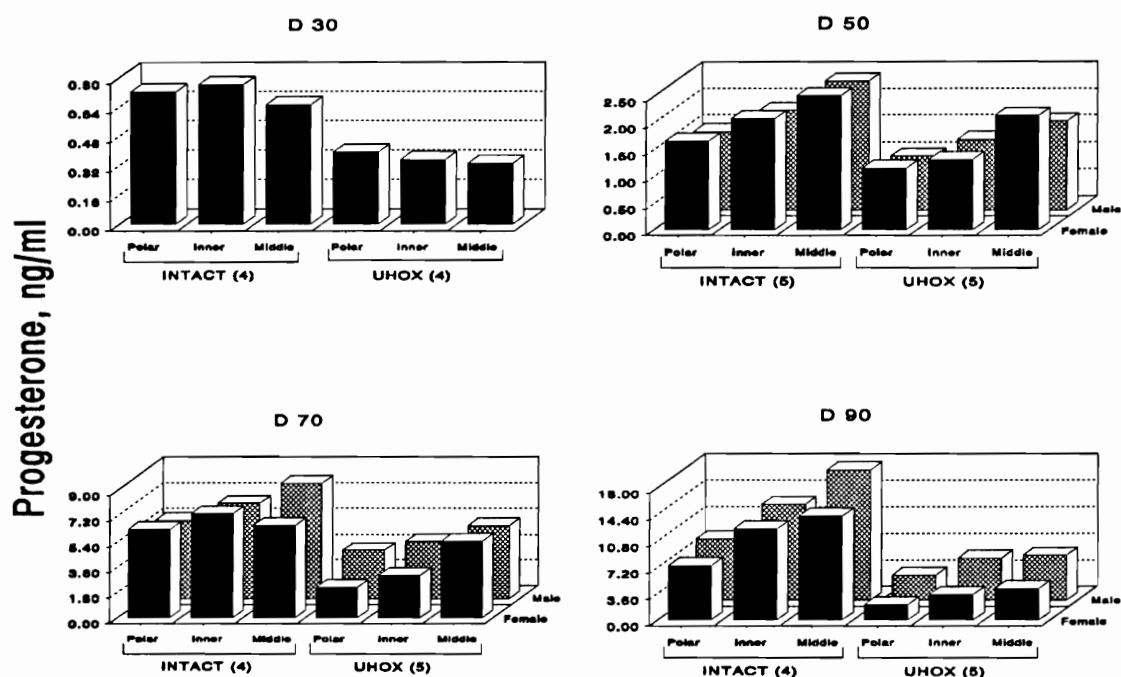 Progesterone, ng/ml
D 30
0.80
0.64
0.48
0.32
0.16
0.00
Polar Inner Middle Polar Inner Middle
INTACT (4) UHOX (4)
D 50
2.50
2.00
1.50
1.00
0.50
0.00
Male
Female
Polar Inner Middle Polar Inner Middle
INTACT (5) UHOX (5)
D 70
9.00
7.20
5.40
3.60
1.80
0.00
Male
Female
Polar Inner Middle Polar Inner Middle
INTACT (4) UHOX (5)
D 90
18.00
14.40
10.80
7.20
3.60
0.00
Male
Female
Polar Inner Middle Polar Inner Middle
INTACT (4) UHOX (5)